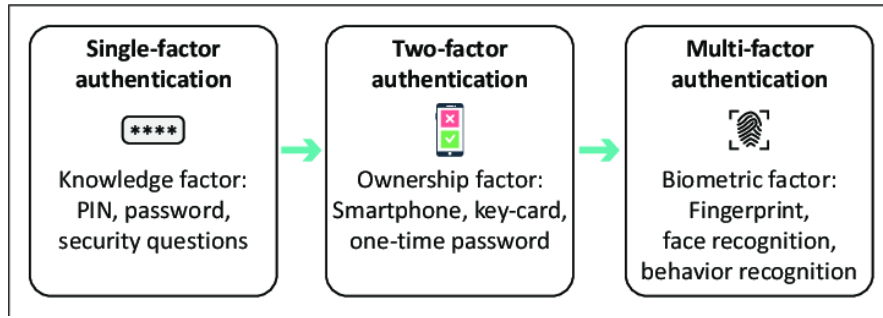 Single-factor
authentication
****
Knowledge factor:
PIN, password,
security questions
Two-factor
authentication
Ownership factor:
Smartphone, key-card,
one-time password
Multi-factor
authentication
Biometric factor:
Fingerprint,
face recognition,
behavior recognition